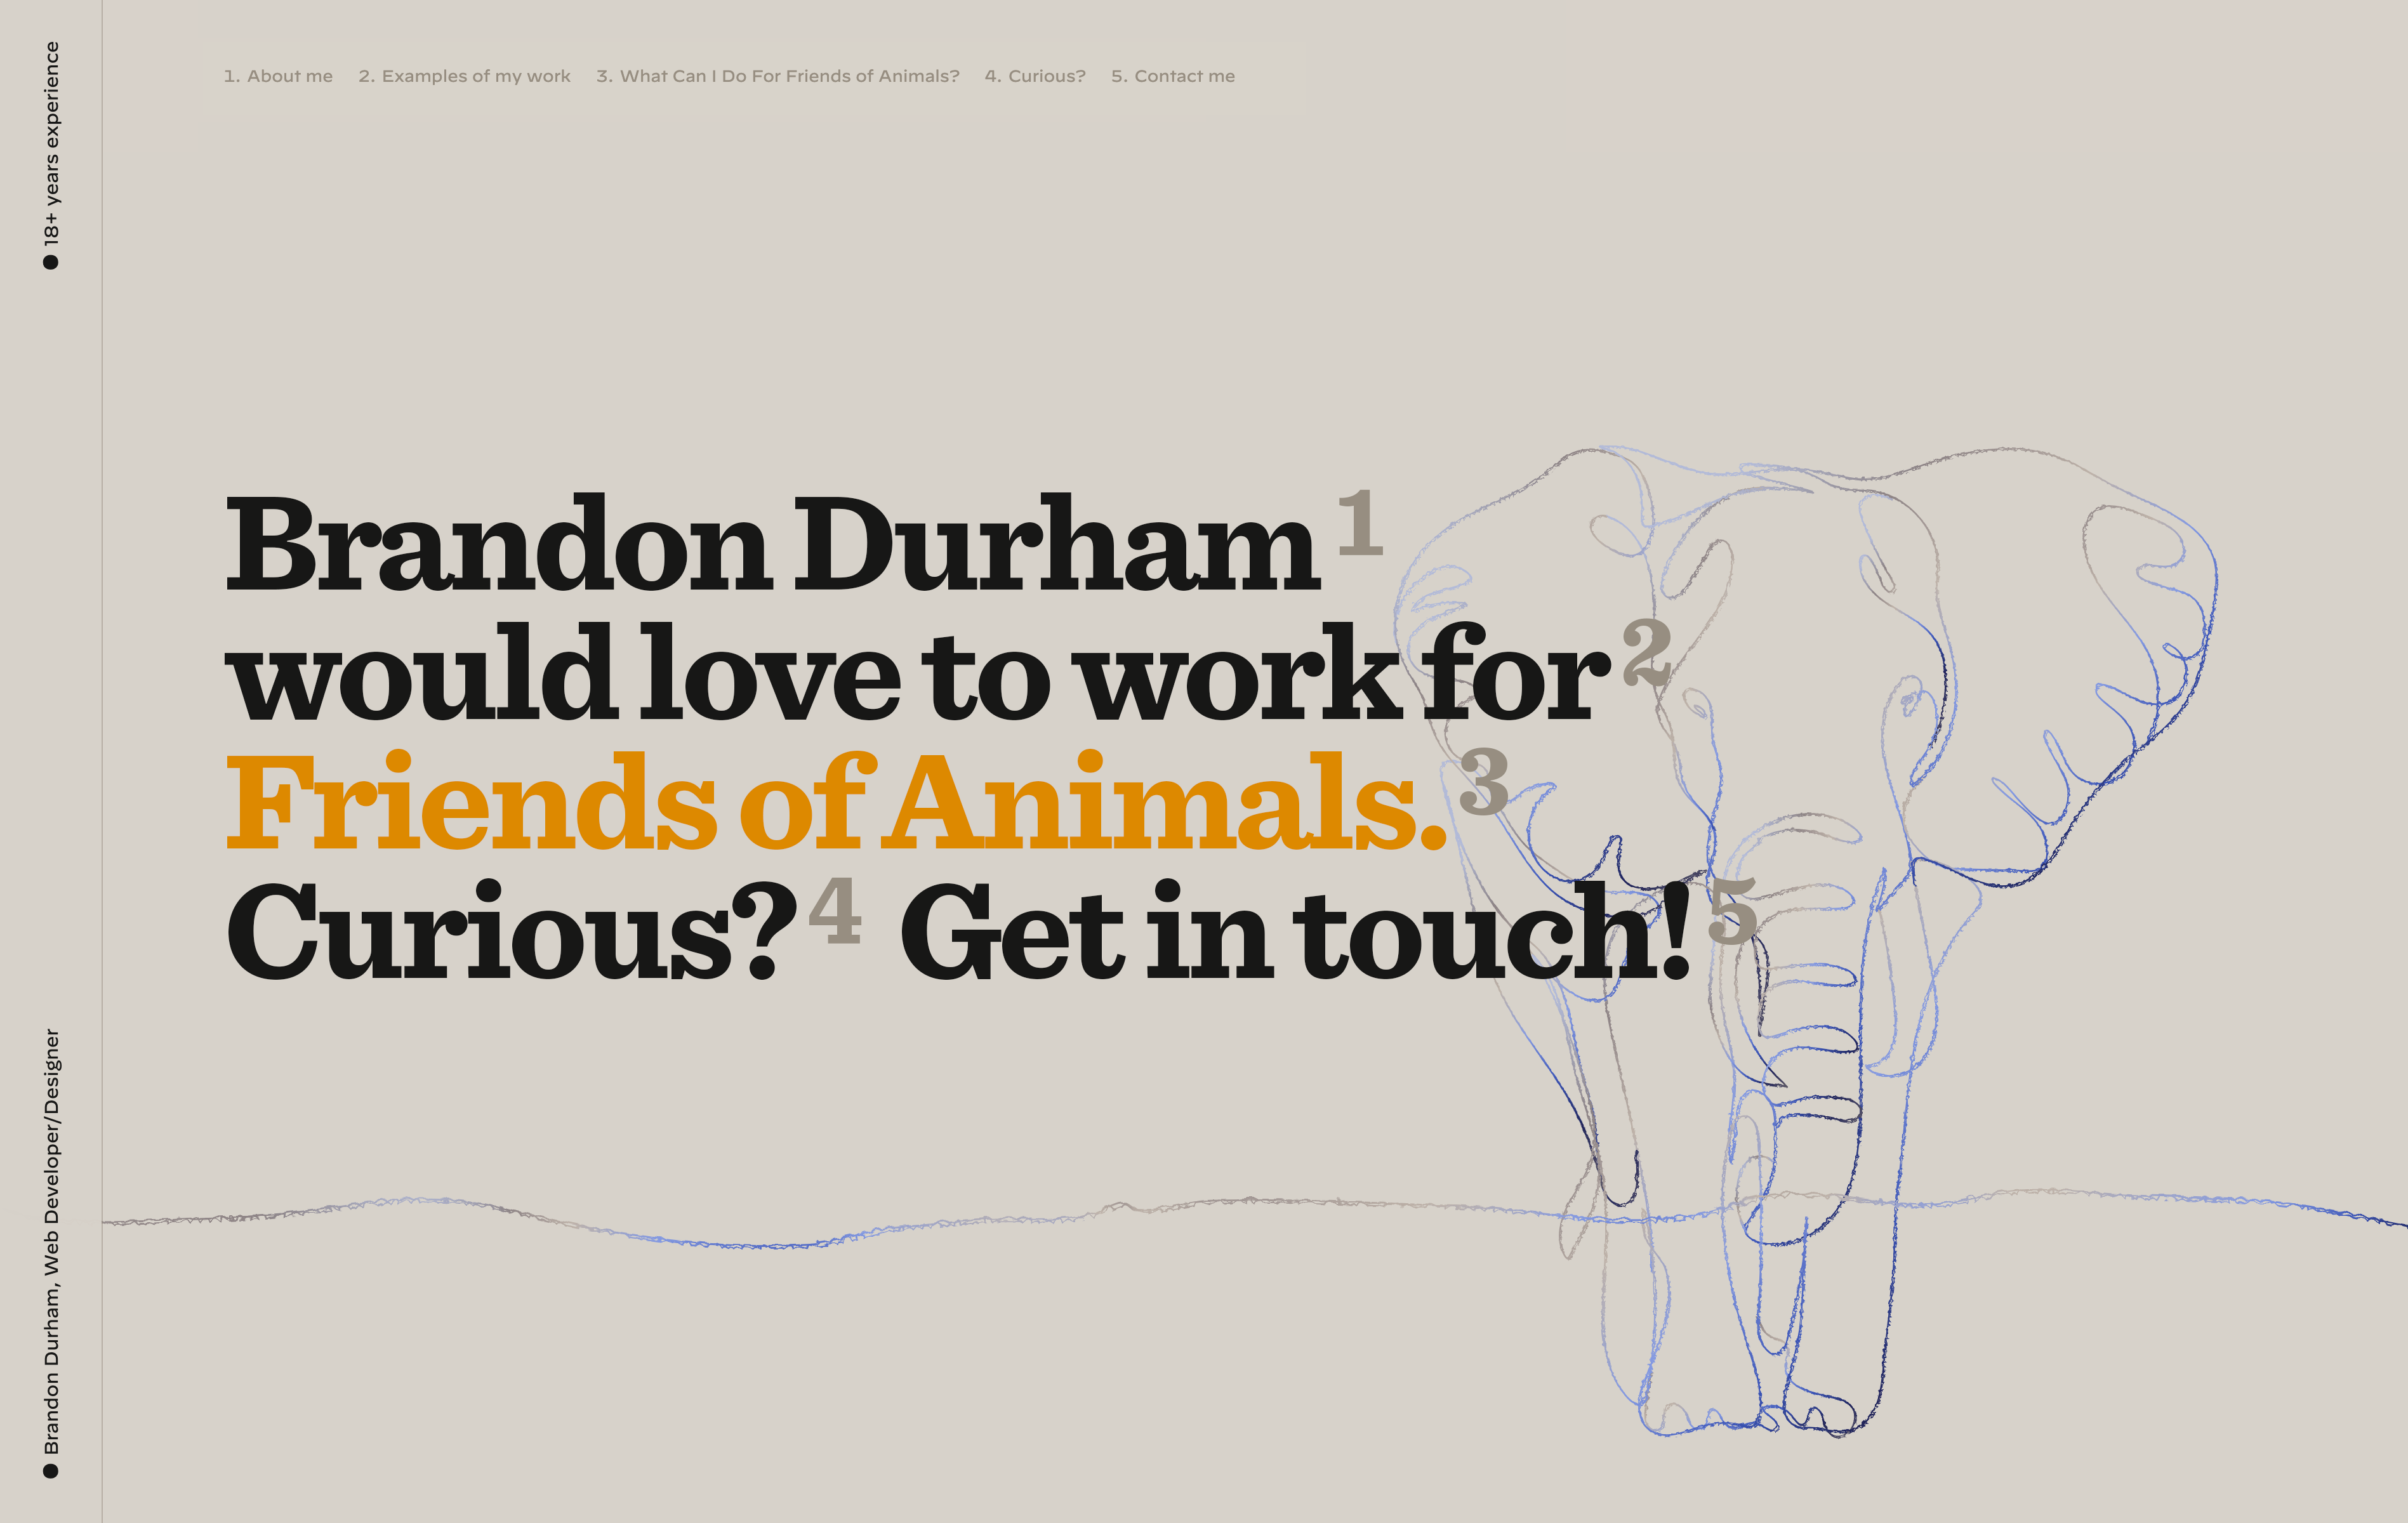 1. About me 2. Examples of my work 3. What Can I Do For Friends of Animals? 4. Curious? 5. Contact me
18+ years experience
Brandon Durham 1
would love to work for 2
Friends of Animals. 3
Curious? 4 Get in touch! 5
Brandon Durham, Web Developer/Designer